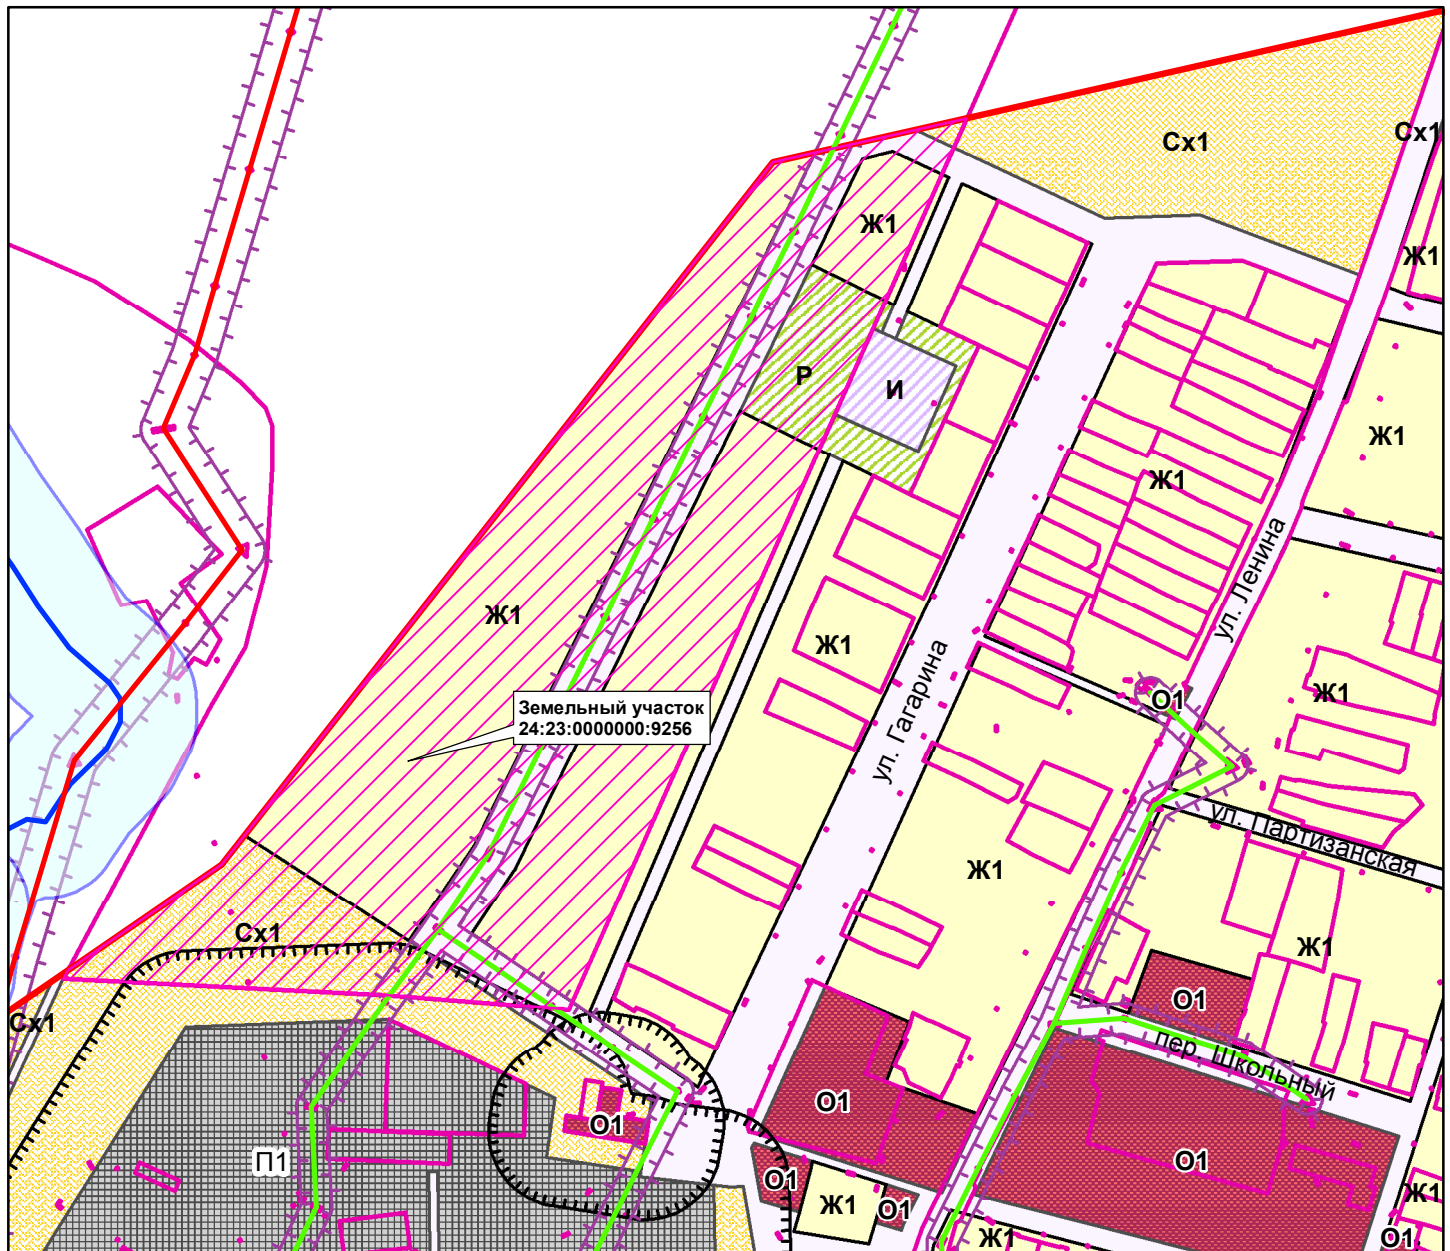 Сх1
Сх1
Ж1
Ж1
Р
И
Ж1
Ж1
Ж1
Ж1
Ж1
ул. Ленина
Ж1
О1
Земельный участок
24:23:0000000:9256
ул. Гагарина
ул. Партизанская
Ж1
Сх1
Ж1
О1
Сх1
пер. Школьный
О1
О1
П1
О1
О1
Ж1
Ж1
О1
Ж1
О1